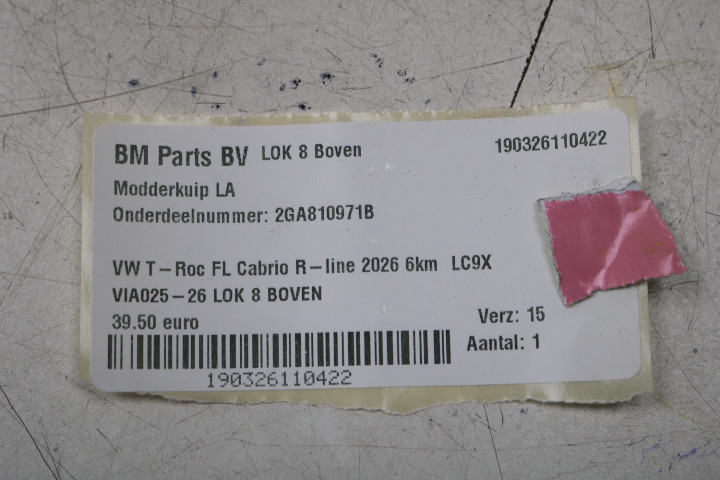 BM Parts BV LOK 8 Boven 190326110422
Modderkuip LA
Onderdeelnummer: 2GA810971B
VW T-Roc FL Cabrio R-line 2026 6km LC9X
VIA025-26 LOK 8 BOVEN
39.50 euro Verz: 15
Aantal: 1
190326110422